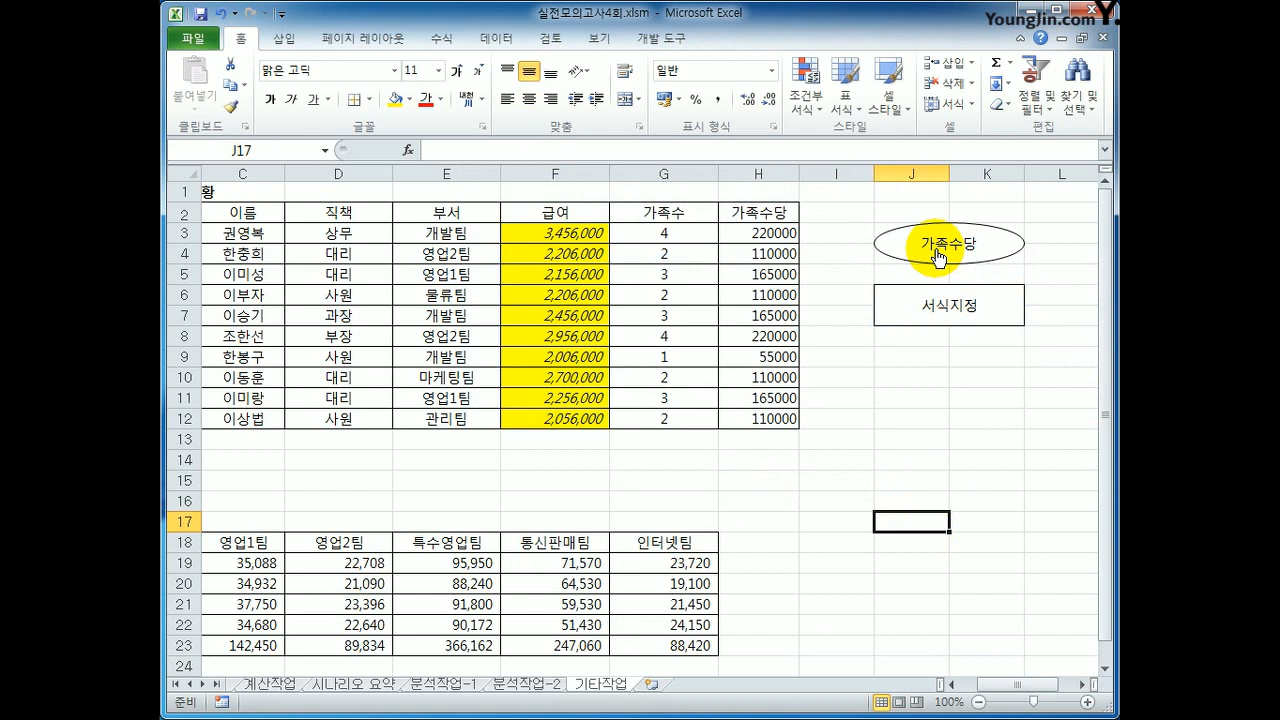 실전모의고사4회.xlsm - Microsoft Excel
YoungJin.com Y.
파일 홈 삽입 페이지 레이아웃 수식 데이터 검토 보기 개발 도구
붙여넣기
클립보드
맑은 고딕 11
가 가 가 가
글꼴
맞춤
일반
% ,
표시 형식
조건부 서식
표 서식
셀 스타일
스타일
삽입
삭제
서식
셀
정렬 및 필터
찾기 및 선택
편집
J17 fx
C D E F G H I J K L
1 황
2 이름 직책 부서 급여 가족수 가족수당
3 권영복 상무 개발팀 3,456,000 4 220000
가족수당
4 한충희 대리 영업2팀 2,206,000 2 110000
5 이미성 대리 영업1팀 2,156,000 3 165000
6 이부자 사원 물류팀 2,206,000 2 110000
서식지정
7 이승기 과장 개발팀 2,456,000 3 165000
8 조한선 부장 영업2팀 2,956,000 4 220000
9 한봉구 사원 개발팀 2,006,000 1 55000
10 이동훈 대리 마케팅팀 2,700,000 2 110000
11 이미랑 대리 영업1팀 2,256,000 3 165000
12 이상법 사원 관리팀 2,056,000 2 110000
13
14
15
16
17
18 영업1팀 영업2팀 특수영업팀 통신판매팀 인터넷팀
19 35,088 22,708 95,950 71,570 23,720
20 34,932 21,090 88,240 64,530 19,100
21 37,750 23,396 91,800 59,530 21,450
22 34,680 22,640 90,172 51,430 24,150
23 142,450 89,834 366,162 247,060 88,420
24
계산작업 시나리오 요약 분석작업-1 분석작업-2 기타작업
준비 100%